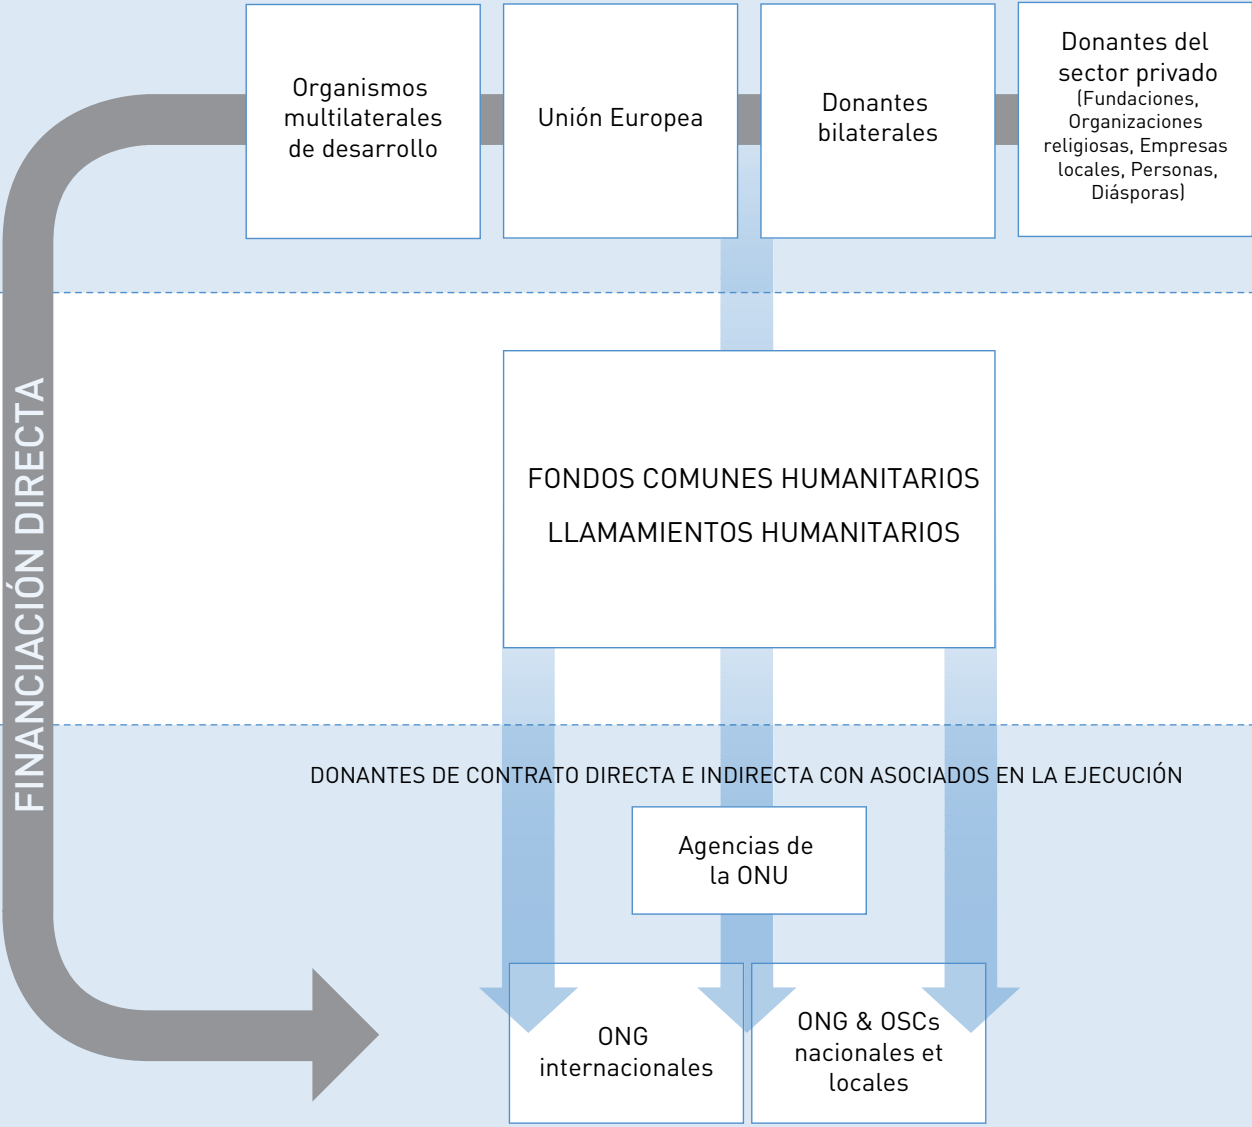 Organismos
multilaterales
de desarrollo
Unión Europea
Donantes
bilaterales
Donantes del
sector privado
(Fundaciones,
Organizaciones
religiosas, Empresas
locales, Personas,
Diásporas)
FINANCIACIÓN DIRECTA
FONDOS COMUNES HUMANITARIOS
LLAMAMIENTOS HUMANITARIOS
DONANTES DE CONTRATO DIRECTA E INDIRECTA CON ASOCIADOS EN LA EJECUCIÓN
Agencias de
la ONU
ONG
internacionales
ONG & OSCs
nacionales et
locales